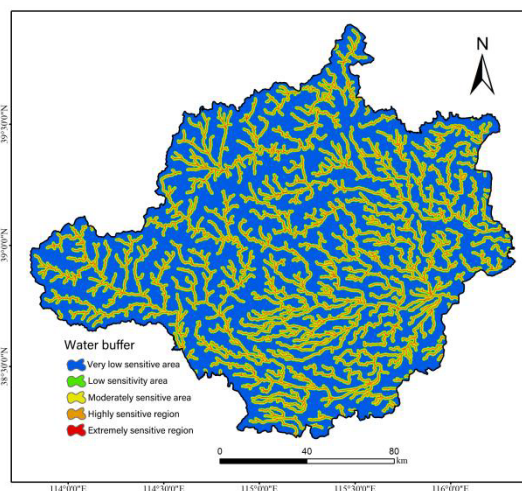 N
39°30'0"N
39°0'0"N
38°30'0"N
Water buffer
Very low sensitive area
Low sensitivity area
Moderately sensitive area
Highly sensitive region
Extremely sensitive region
0 40 80
km
114°0'0"E 114°30'0"E 115°0'0"E 115°30'0"E 116°0'0"E